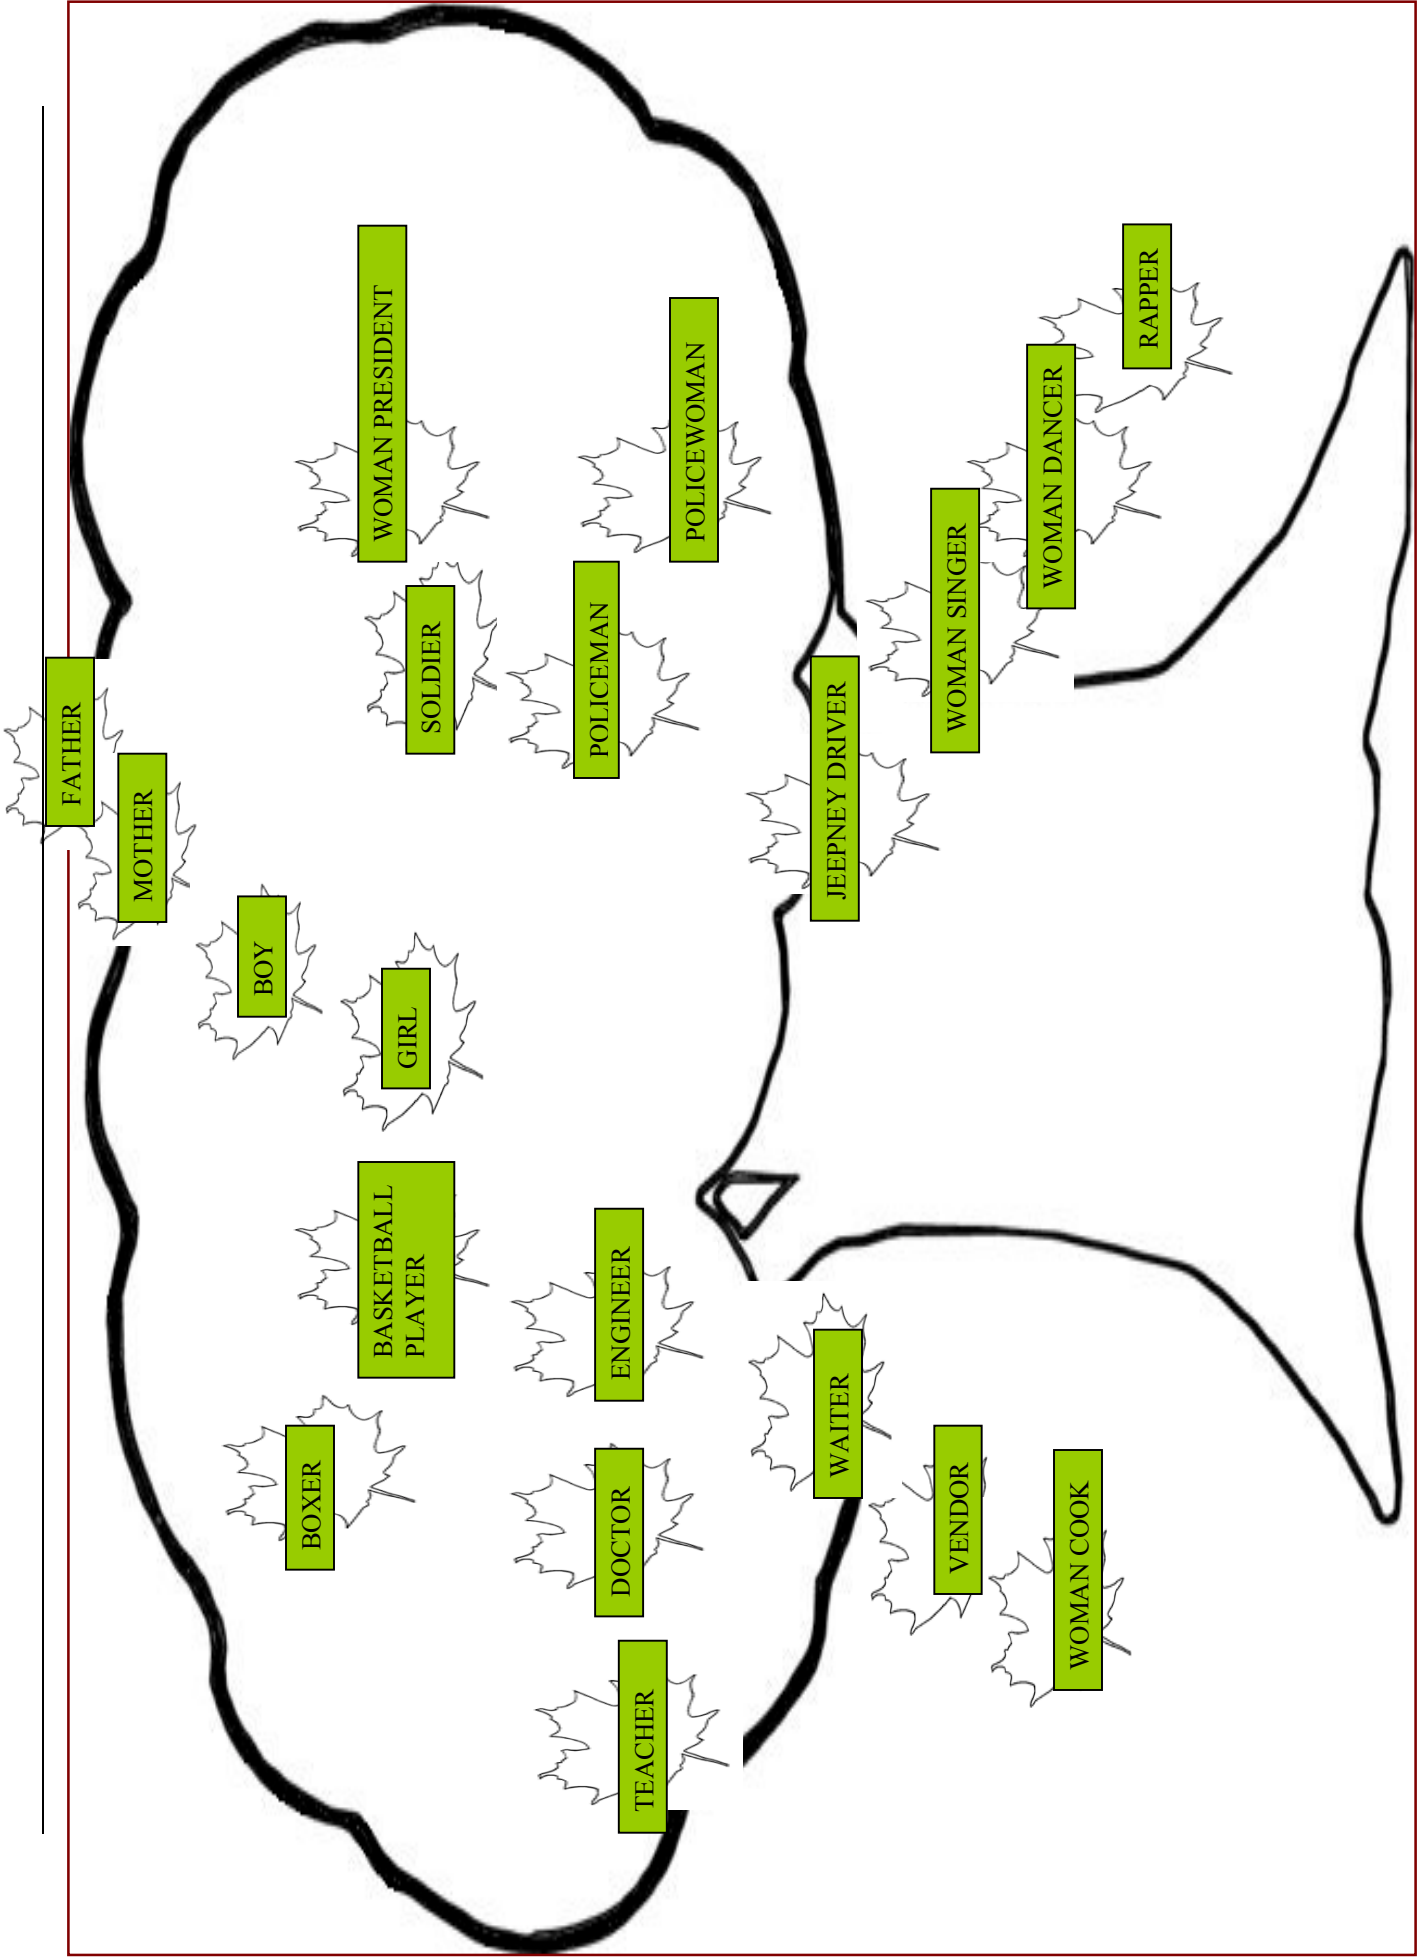 FATHER
MOTHER
BOY
BOXER
BASKETBALL
PLAYER
GIRL
WOMAN PRESIDENT
SOLDIER
TEACHER
DOCTOR
ENGINEER
POLICEMAN
POLICEWOMAN
WAITER
JEEPNEY DRIVER
VENDOR
WOMAN SINGER
WOMAN COOK
WOMAN DANCER
RAPPER